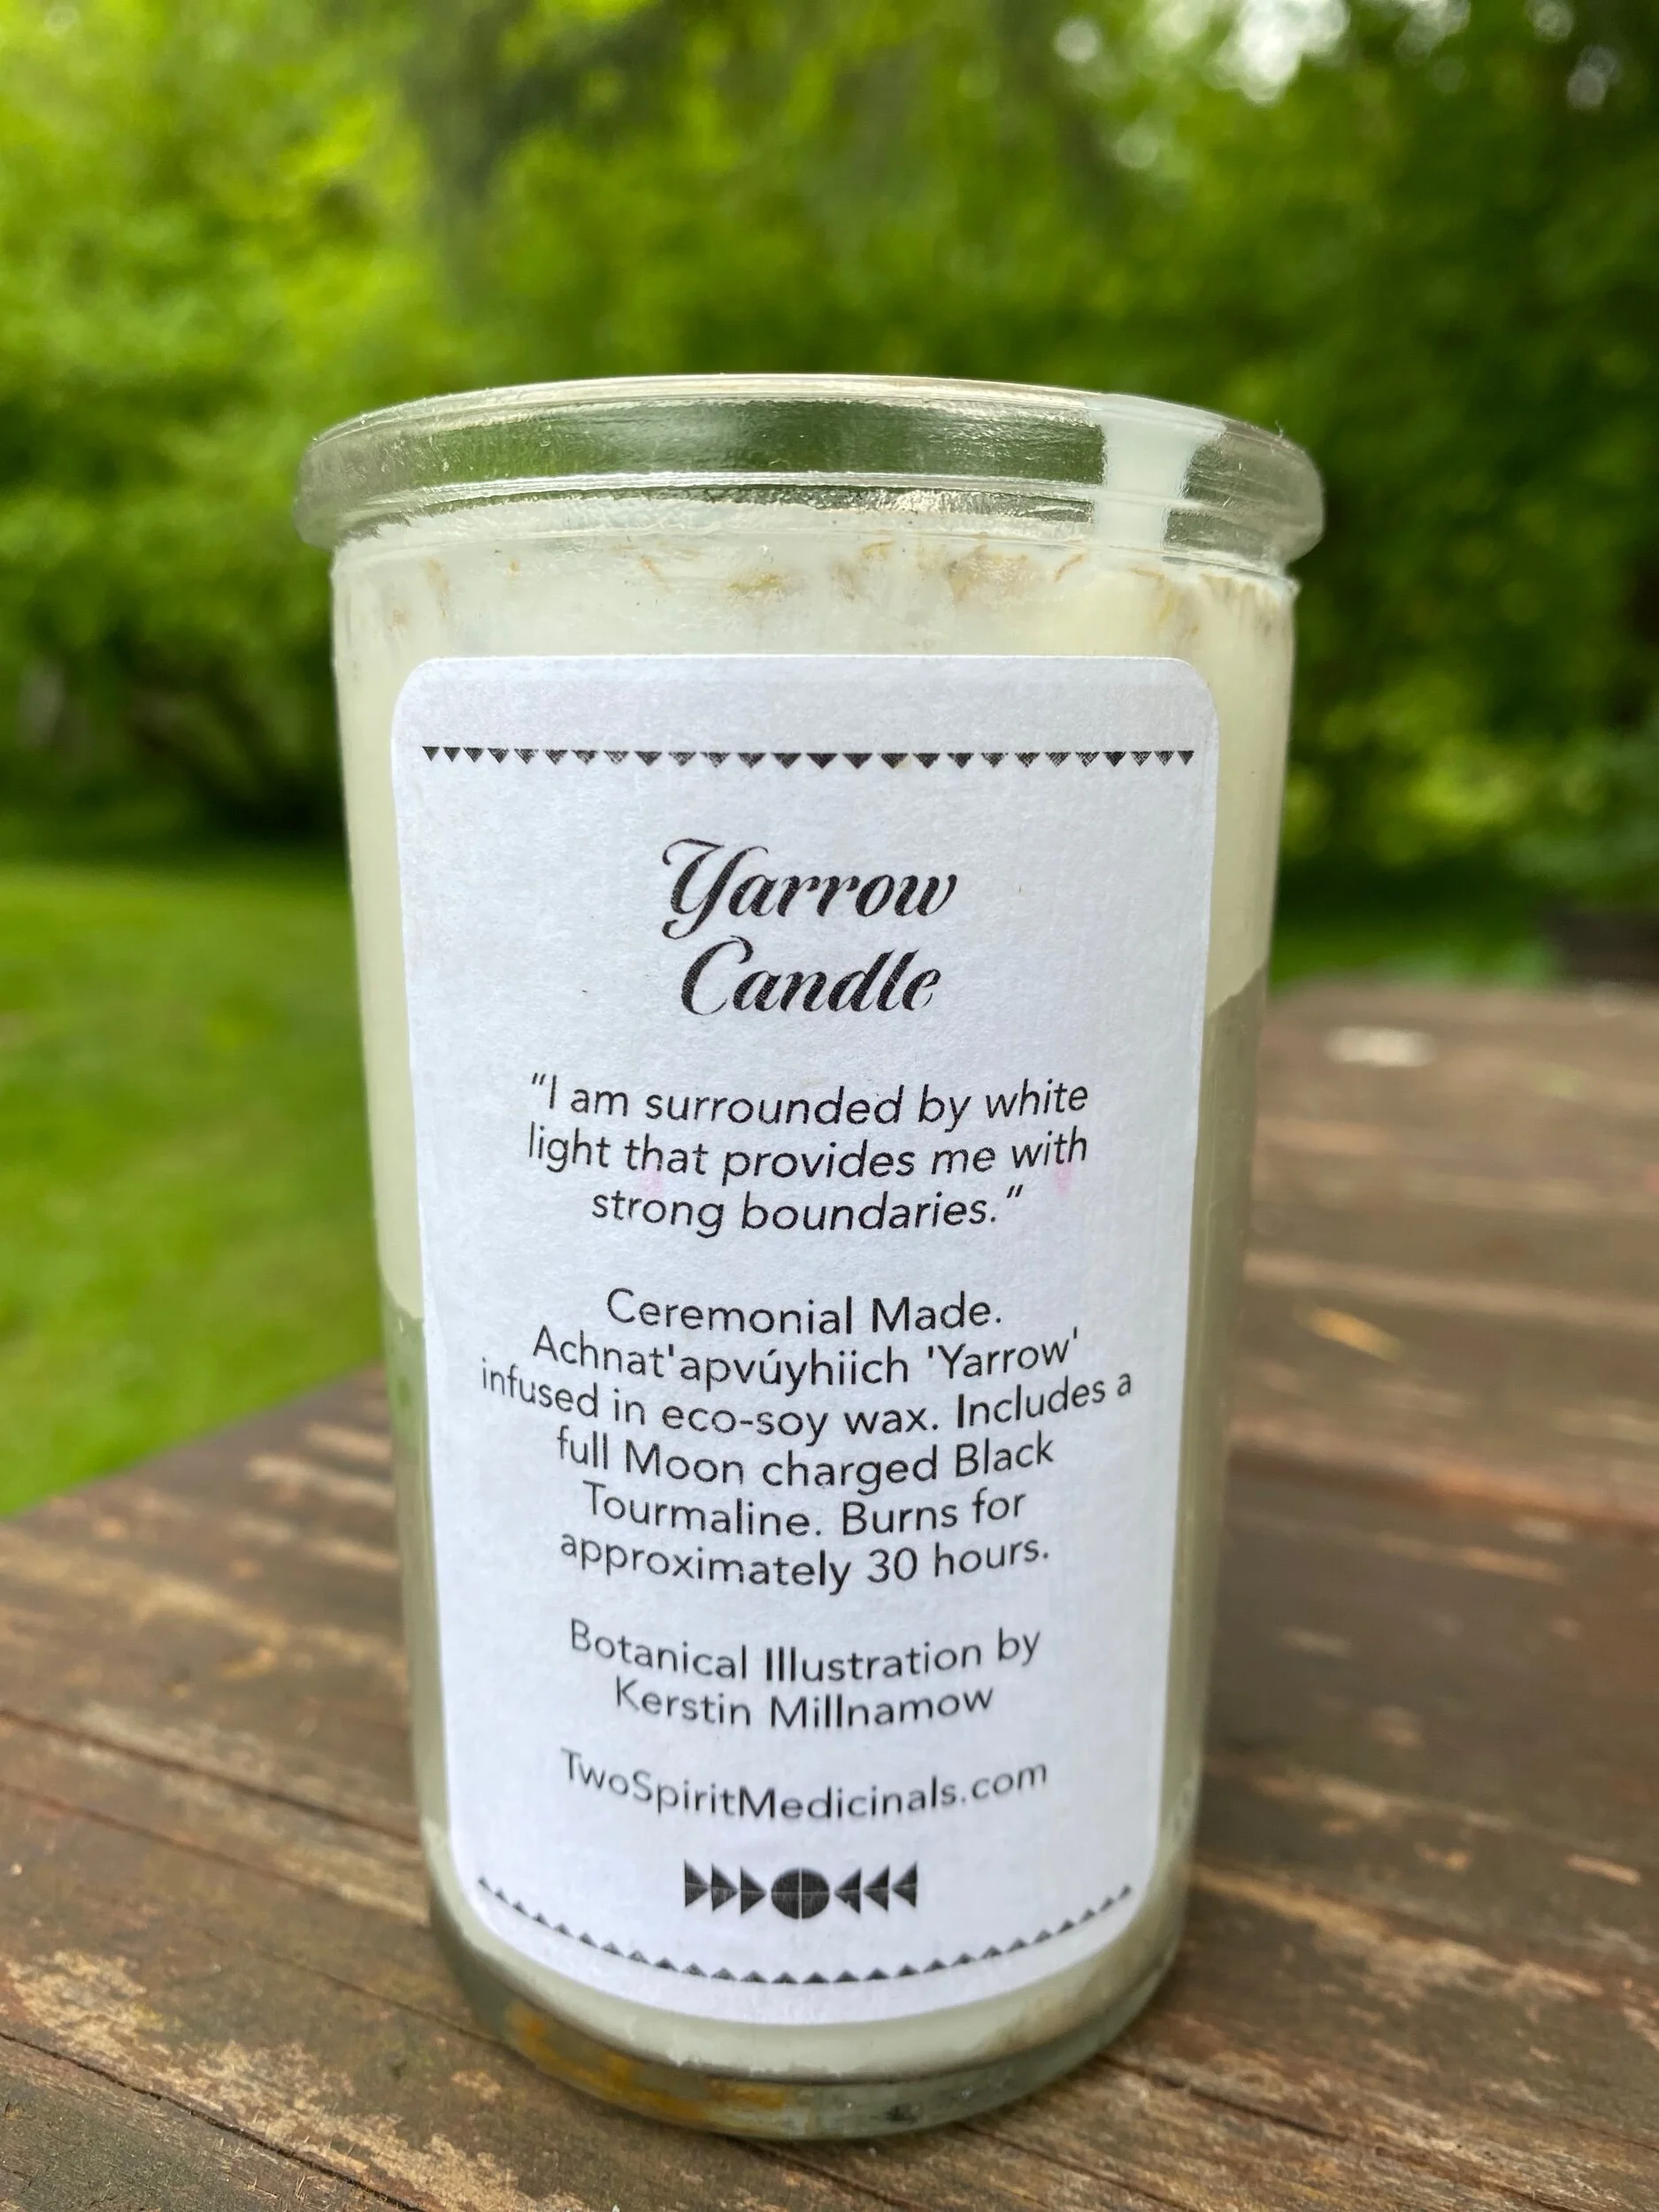 Yarrow
Candle
“I am surrounded by white
light that provides me with
strong boundaries.”
Ceremonial Made.
Achnat'apvúyhiich 'Yarrow'
infused in eco-soy wax. Includes a
full Moon charged Black
Tourmaline. Burns for
approximately 30 hours.
Botanical Illustration by
Kerstin Millnamow
TwoSpiritMedicinals.com